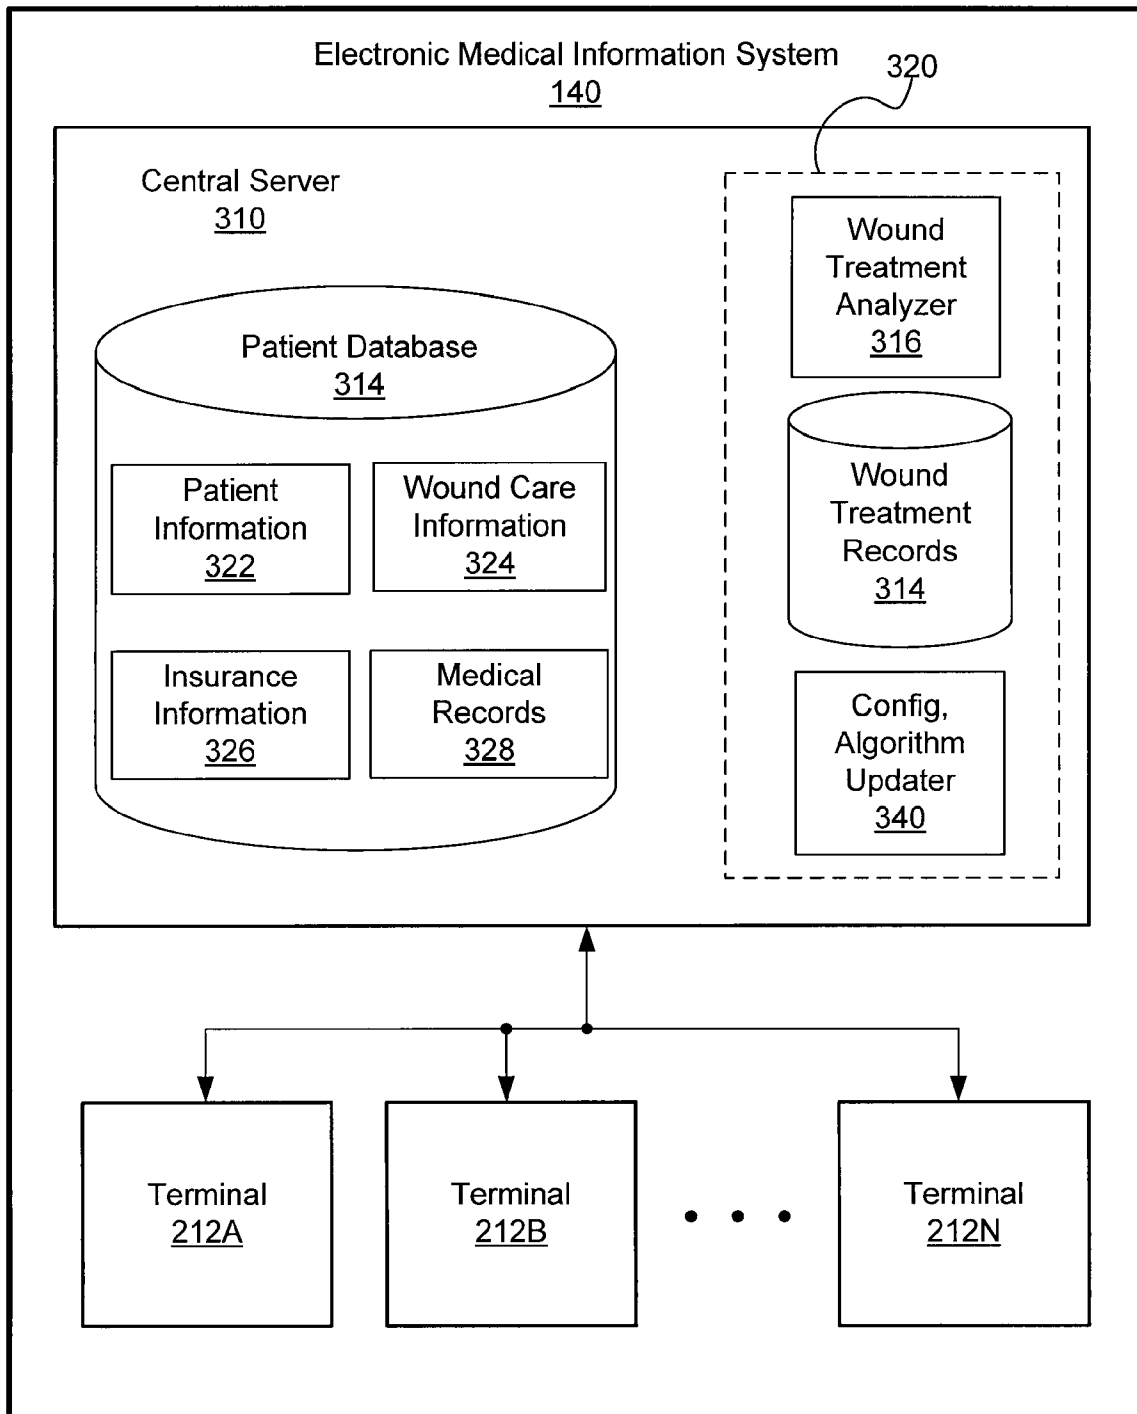 Electronic Medical Information System
140
320
Central Server
310
Patient Database
314
Patient
Information
322
Wound Care
Information
324
Insurance
Information
326
Medical
Records
328
Wound
Treatment
Analyzer
316
Wound
Treatment
Records
314
Config,
Algorithm
Updater
340
Terminal
212A
Terminal
212B
Terminal
212N